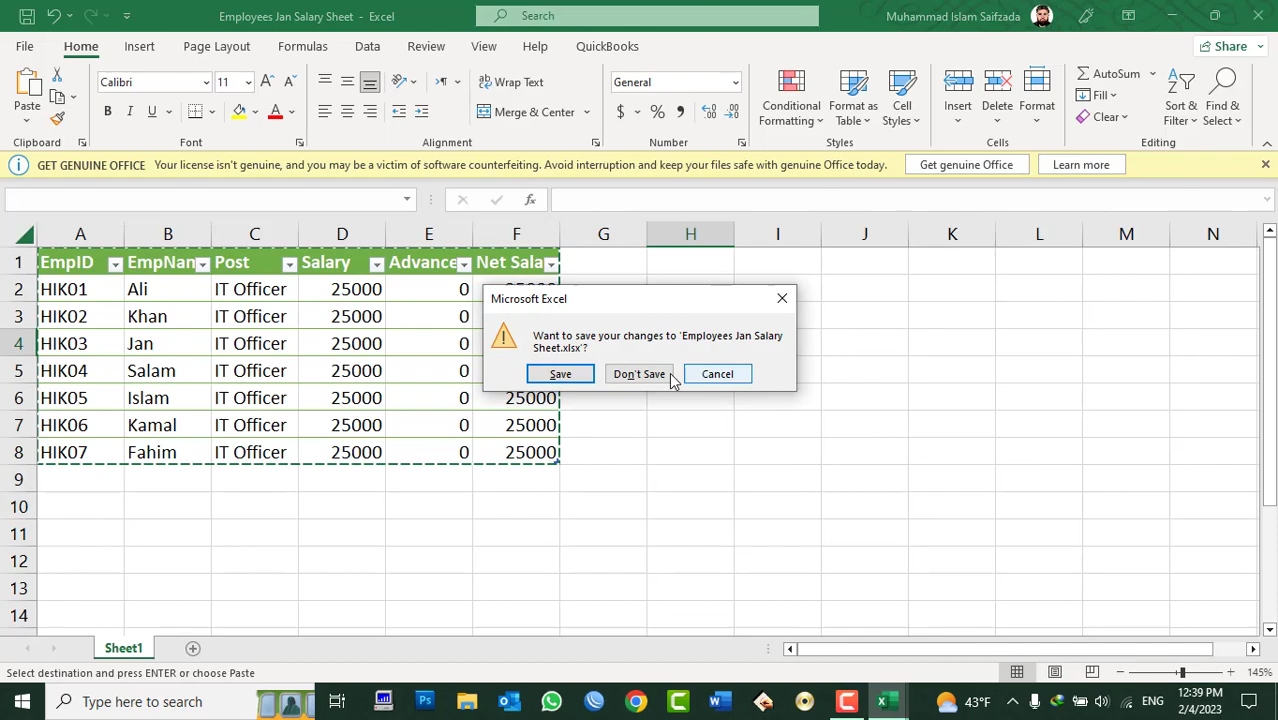 Employees Jan Salary Sheet - Excel
Search
Muhammad Islam Saifzada
File Home Insert Page Layout Formulas Data Review View Help QuickBooks Share
Paste
Calibri 11
B I U
Wrap Text
Merge & Center
General
$ % 9
Conditional Formatting
Format as Table
Cell Styles
Insert Delete Format
AutoSum
Fill
Clear
Sort & Filter
Find & Select
Clipboard Font Alignment Number Styles Cells Editing
GET GENUINE OFFICE Your license isn't genuine, and you may be a victim of software counterfeiting. Avoid interruption and keep your files safe with genuine Office today. Get genuine Office Learn more
fx
A B C D E F G H I J K L M N
1 EmpID EmpNam Post Salary Advance Net Sala
2 HIK01 Ali IT Officer 25000 0
3 HIK02 Khan IT Officer 25000 0
4 HIK03 Jan IT Officer 25000 0
5 HIK04 Salam IT Officer 25000 0
6 HIK05 Islam IT Officer 25000 0 25000
7 HIK06 Kamal IT Officer 25000 0 25000
8 HIK07 Fahim IT Officer 25000 0 25000
9
10
11
12
13
14
Microsoft Excel
Want to save your changes to 'Employees Jan Salary
Sheet.xlsx'?
Save Don't Save Cancel
Sheet1
Select destination and press ENTER or choose Paste
145%
Type here to search
43°F
ENG
12:39 PM
2/4/2023